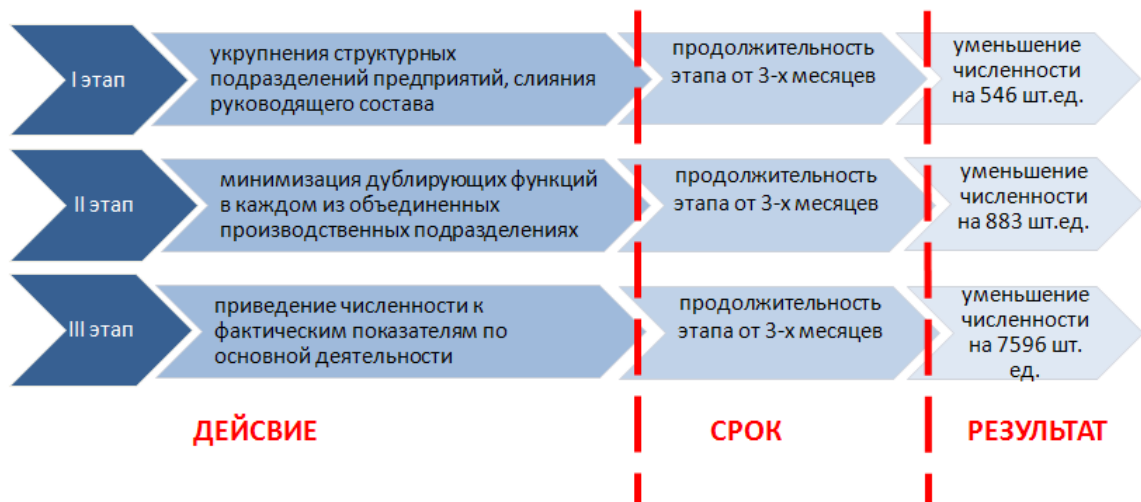 I этап
укрупнения структурных
подразделений предприятий, слияния
руководящего состава
продолжительность
этапа от 3-х месяцев
уменьшение
численности
на 546 шт.ед.
II этап
минимизация дублирующих функций
в каждом из объединенных
производственных подразделениях
продолжительность
этапа от 3-х месяцев
уменьшение
численности
на 883 шт.ед.
III этап
приведение численности к
фактическим показателям по
основной деятельности
продолжительность
этапа от 3-х месяцев
уменьшение
численности
на 7596 шт.
ед.
ДЕЙСВИЕ
СРОК
РЕЗУЛЬТАТ